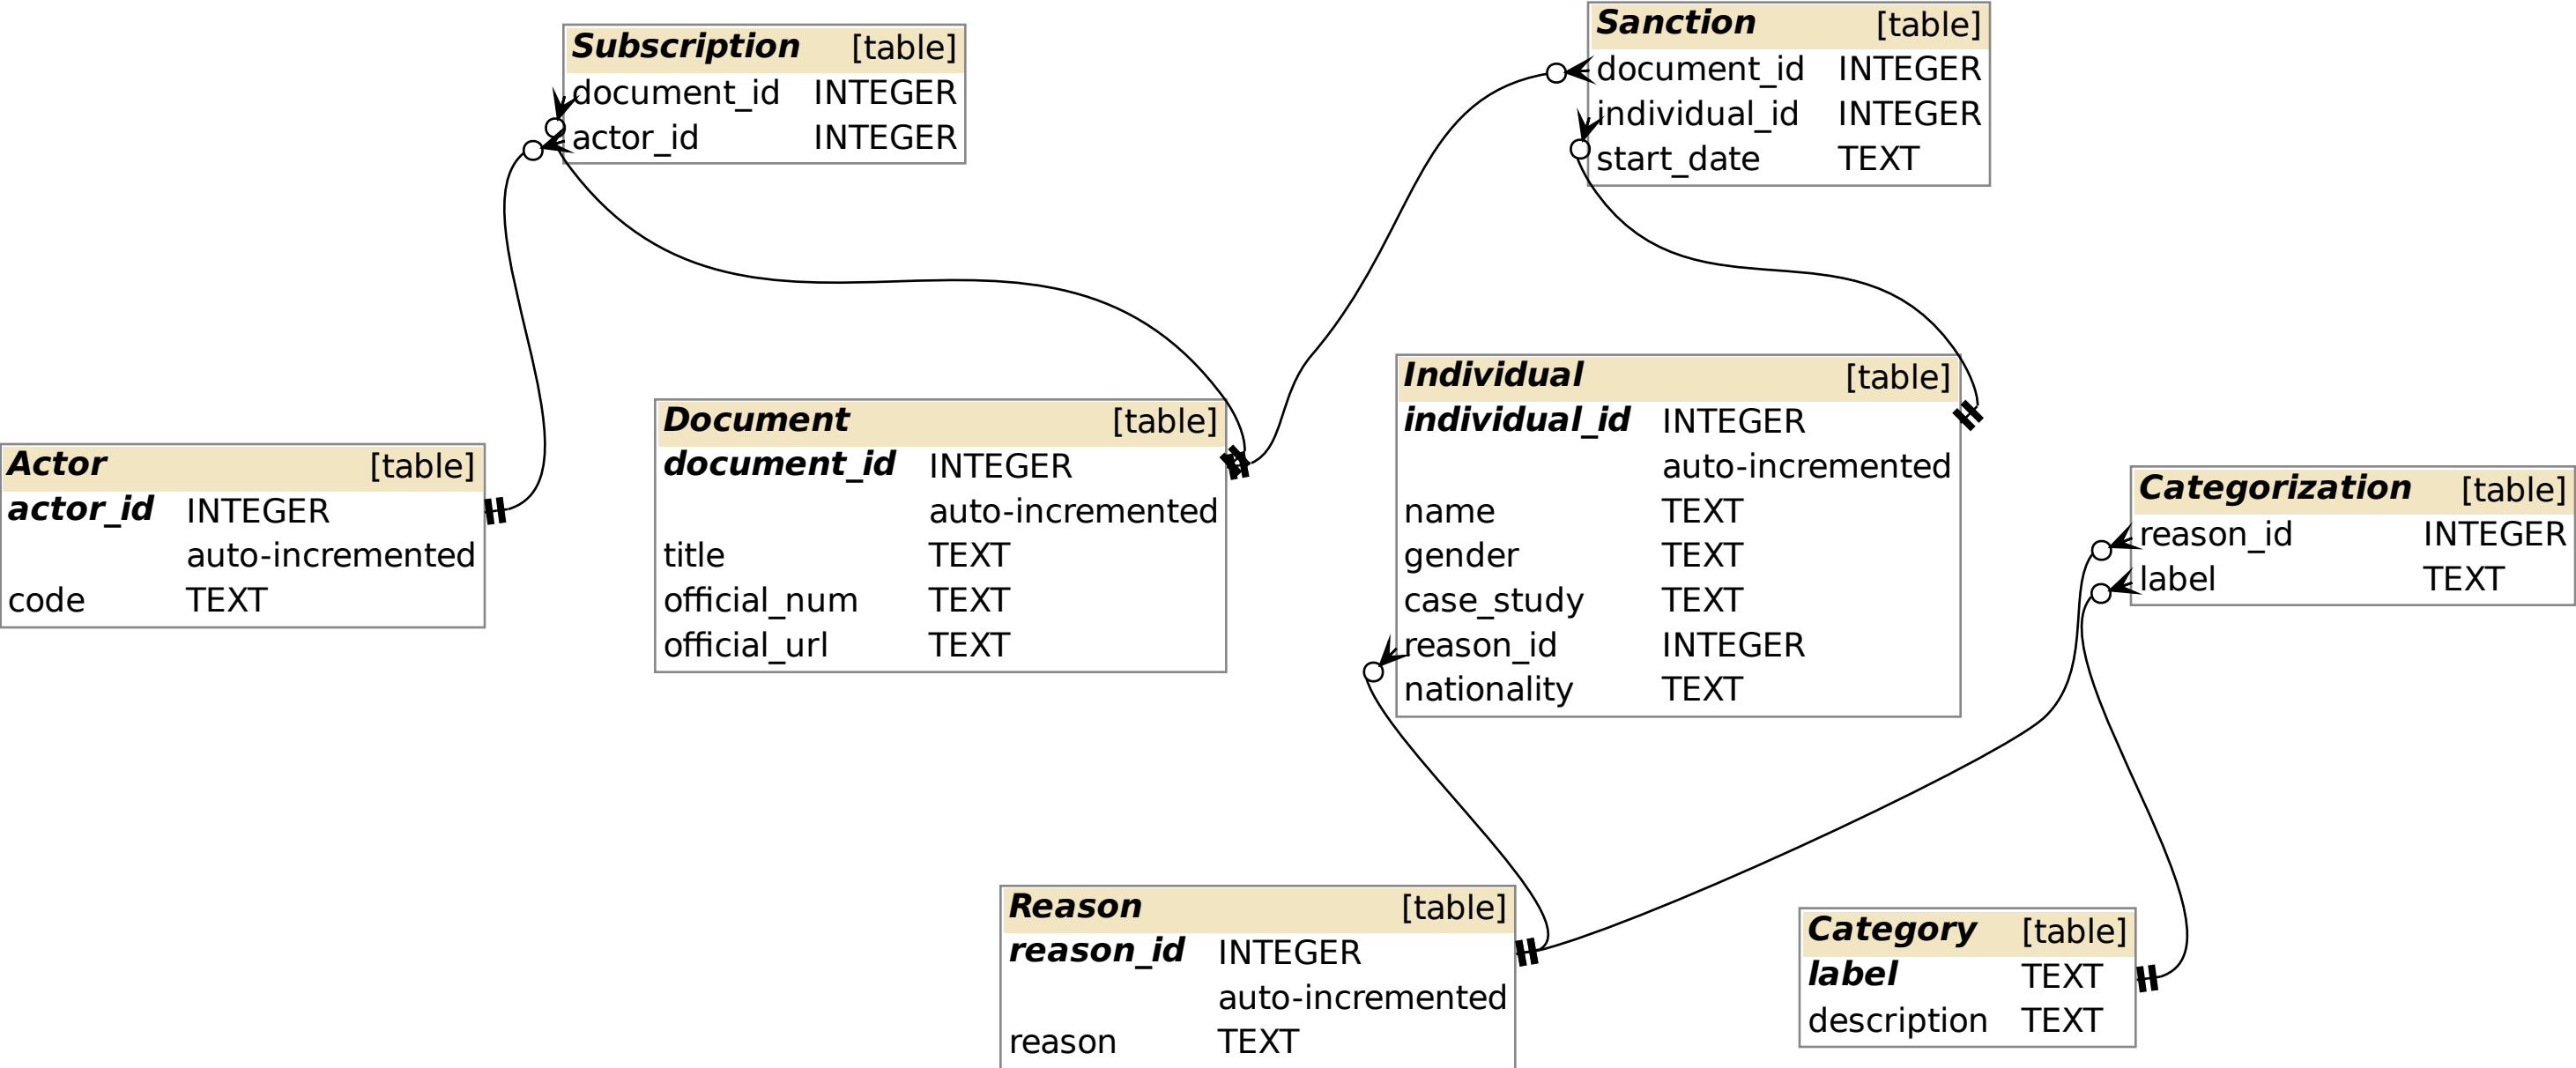 Subscription [table]
document_id INTEGER
actor_id INTEGER
Sanction [table]
document_id INTEGER
individual_id INTEGER
start_date TEXT
Actor [table]
actor_id INTEGER
auto-incremented
code TEXT
Document [table]
document_id INTEGER
auto-incremented
title TEXT
official_num TEXT
official_url TEXT
Individual [table]
individual_id INTEGER
auto-incremented
name TEXT
gender TEXT
case_study TEXT
reason_id INTEGER
nationality TEXT
Categorization [table]
reason_id INTEGER
label TEXT
Reason [table]
reason_id INTEGER
auto-incremented
reason TEXT
Category [table]
label TEXT
description TEXT